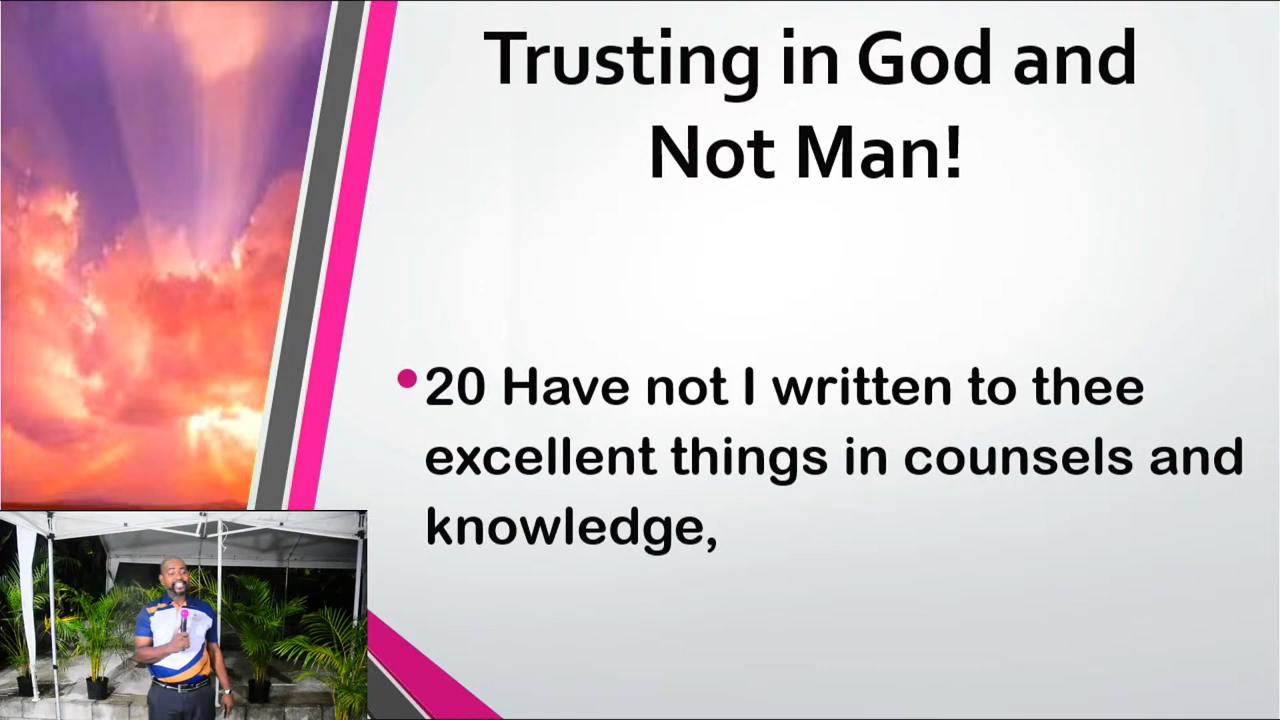 Trusting in God and
Not Man!
•20 Have not I written to thee
excellent things in counsels and
knowledge,